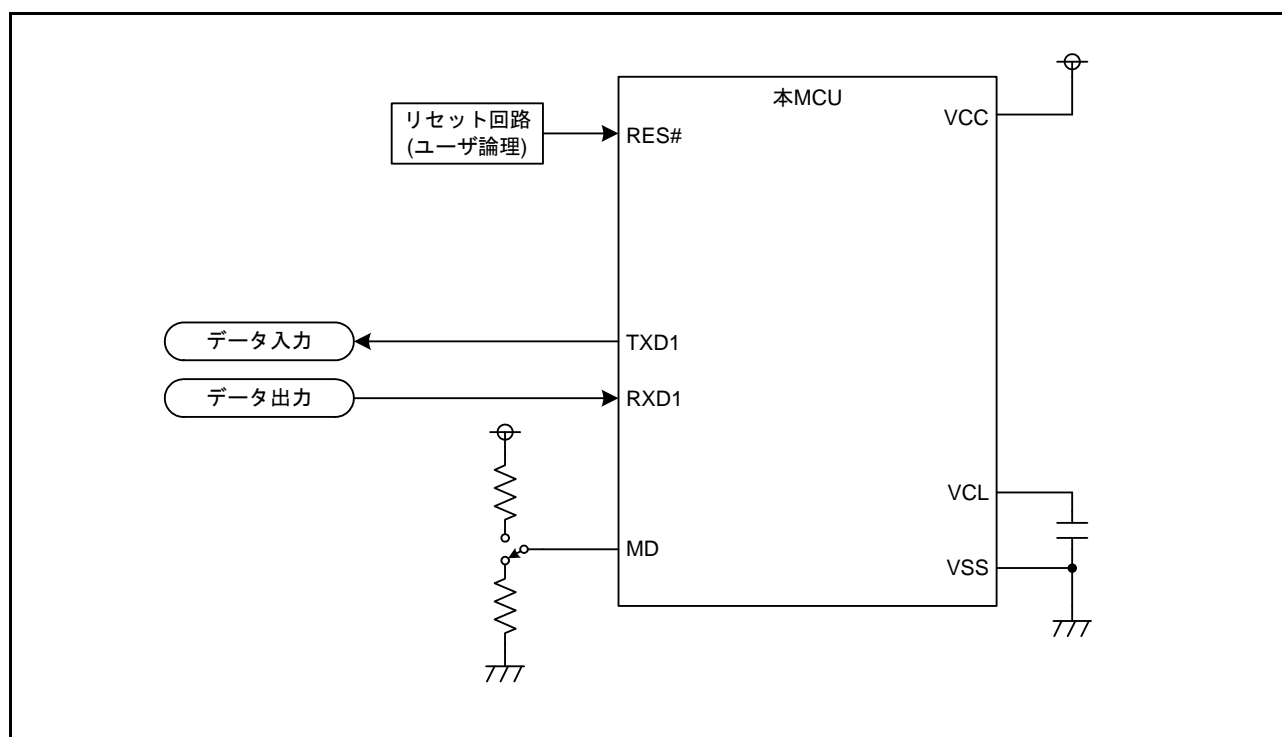 本MCU
VCC
リセット回路
(ユーザ論理)
RES#
データ入力
TXD1
データ出力
RXD1
VCL
MD
VSS